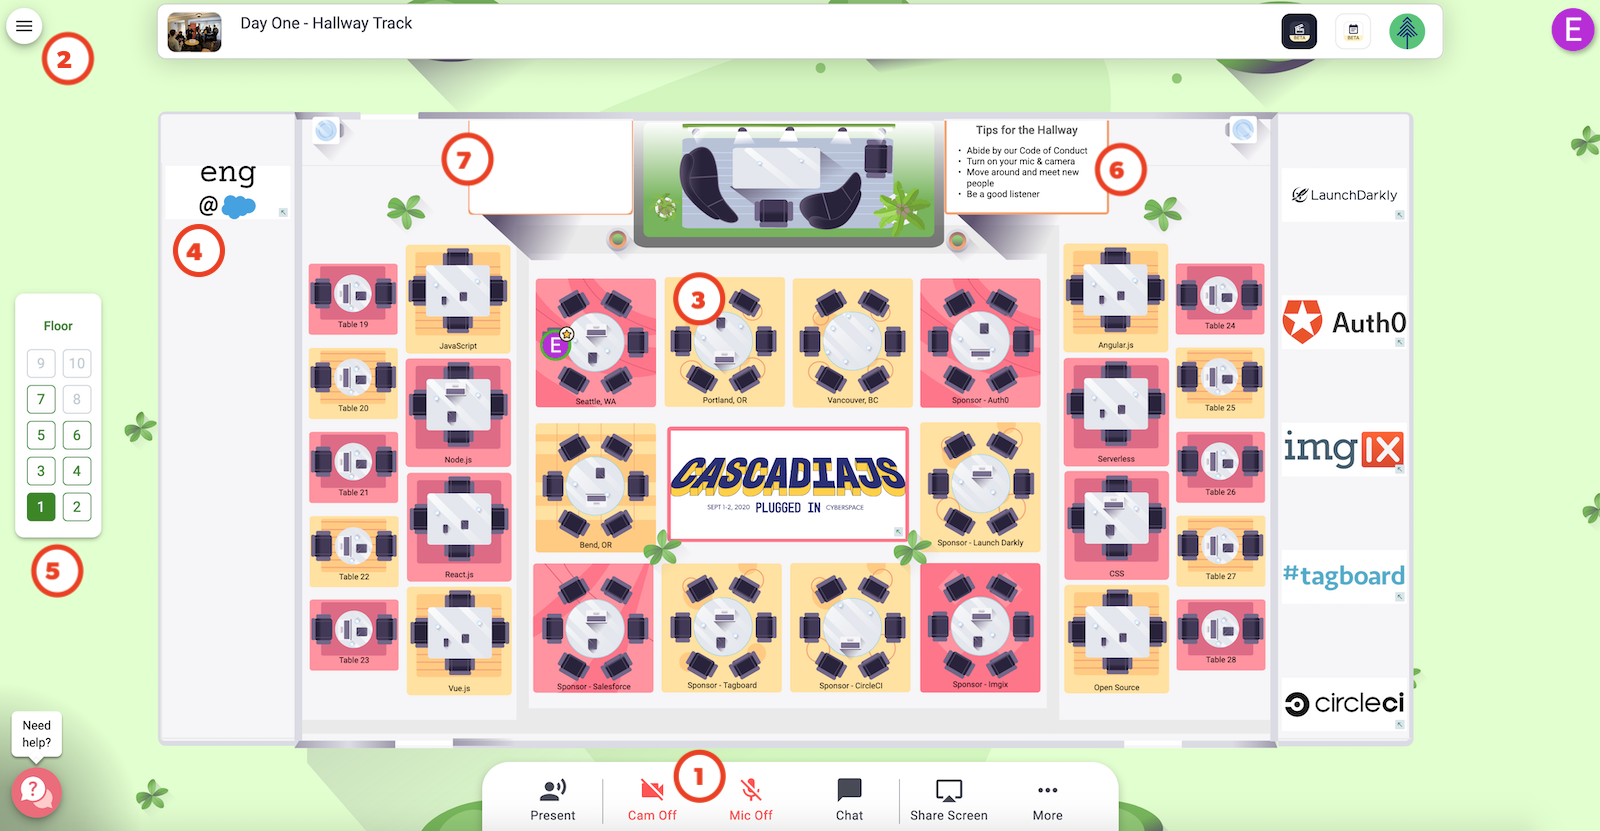 Day One - Hallway Track
BETA
BETA
E
2
7
Tips for the Hallway
• Abide by our Code of Conduct
• Turn on your mic & camera
• Move around and meet new
people
• Be a good listener
6
eng
@
4
LaunchDarkly
Auth0
imgIX
#tagboard
circleci
Floor
9 10
7 8
5 6
3 4
1 2
5
Table 19
Table 20
Table 21
Table 22
Table 23
JavaScript
Node.js
React.js
Vue.js
3
E
Seattle, WA
Portland, OR
Vancouver, BC
Sponsor - Auth0
Bend, OR
CASCADIAJS
SEPT 1-2, 2020 PLUGGED IN CYBERSPACE
Sponsor - Launch Darkly
Sponsor - Salesforce
Sponsor - Tagboard
Sponsor - CircleCI
Sponsor - Imgix
Angular.js
Serverless
CSS
Open Source
Table 24
Table 25
Table 26
Table 27
Table 28
Need
help?
?
1
Present
Cam Off
Mic Off
Chat
Share Screen
More